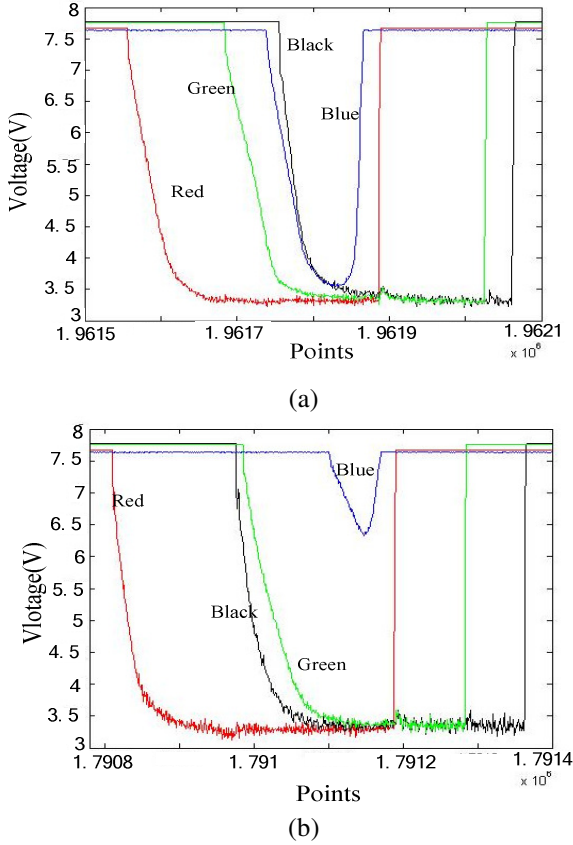 8
7.5
7
6.5
6
5.5
5
4.5
4
3.5
3
Voltage(V)
Black
Green
Blue
Red
1.9615
1.9617
1.9619
1.9621
Points
x 10^6
(a)
8
7.5
7
6.5
6
5.5
5
4.5
4
3.5
3
Vlotage(V)
Blue
Red
Black
Green
1.7908
1.791
1.7912
1.7914
x 10^6
Points
(b)